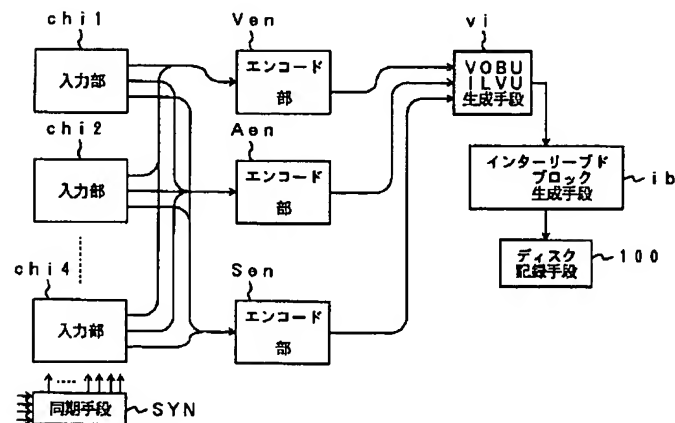 chi1
Ven
vi
入力部
エンコード
部
VOBU
ILVU
生成手段
chi2
Aen
入力部
エンコード
部
インターリーブド
ブロック
生成手段
ib
chi4
Sen
入力部
エンコード
部
ディスク
記録手段
100
同期手段
SYN